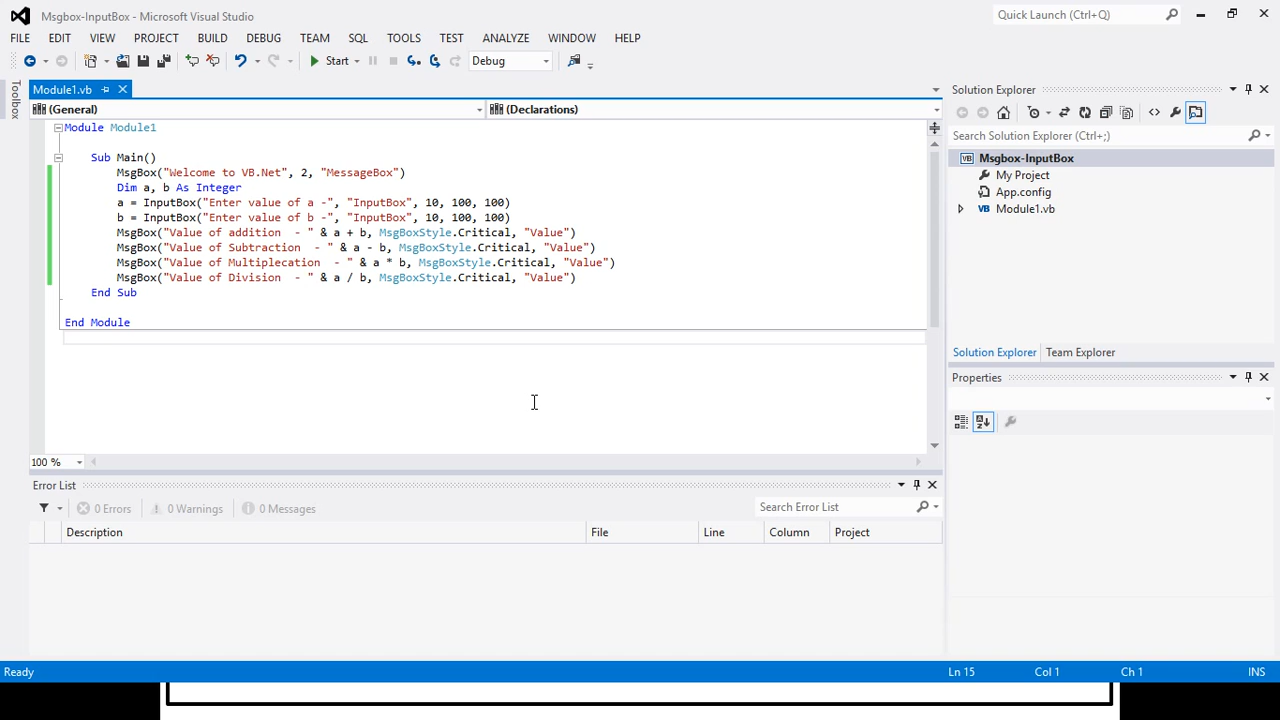 Msgbox-InputBox - Microsoft Visual Studio
Quick Launch (Ctrl+Q)
FILE EDIT VIEW PROJECT BUILD DEBUG TEAM SQL TOOLS TEST ANALYZE WINDOW HELP
Start Debug
Toolbox
Module1.vb
(General) (Declarations)
Module Module1
Sub Main()
MsgBox("Welcome to VB.Net", 2, "MessageBox")
Dim a, b As Integer
a = InputBox("Enter value of a -", "InputBox", 10, 100, 100)
b = InputBox("Enter value of b -", "InputBox", 10, 100, 100)
MsgBox("Value of addition  - " & a + b, MsgBoxStyle.Critical, "Value")
MsgBox("Value of Subtraction  - " & a - b, MsgBoxStyle.Critical, "Value")
MsgBox("Value of Multiplecation  - " & a * b, MsgBoxStyle.Critical, "Value")
MsgBox("Value of Division  - " & a / b, MsgBoxStyle.Critical, "Value")
End Sub
End Module
100 %
Solution Explorer
Search Solution Explorer (Ctrl+;)
VB Msgbox-InputBox
My Project
App.config
VB Module1.vb
Solution Explorer Team Explorer
Properties
Error List
0 Errors 0 Warnings 0 Messages
Search Error List
Description File Line Column Project
Ready Ln 15 Col 1 Ch 1 INS